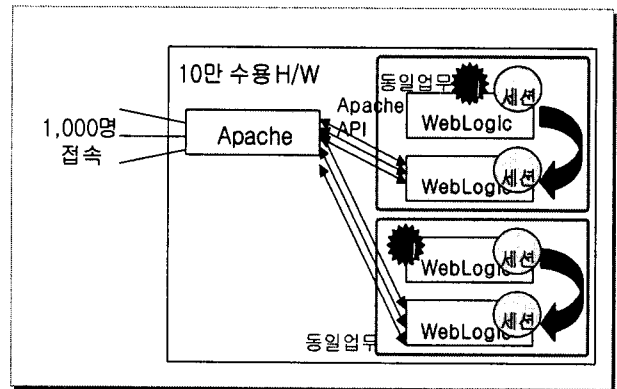 10만 수용 H/W
동일업무
세션
1,000명
접속
Apache
Apache
API
WebLogic
WebLogic
세션
WebLogic
세션
WebLogic
세션
동일업무